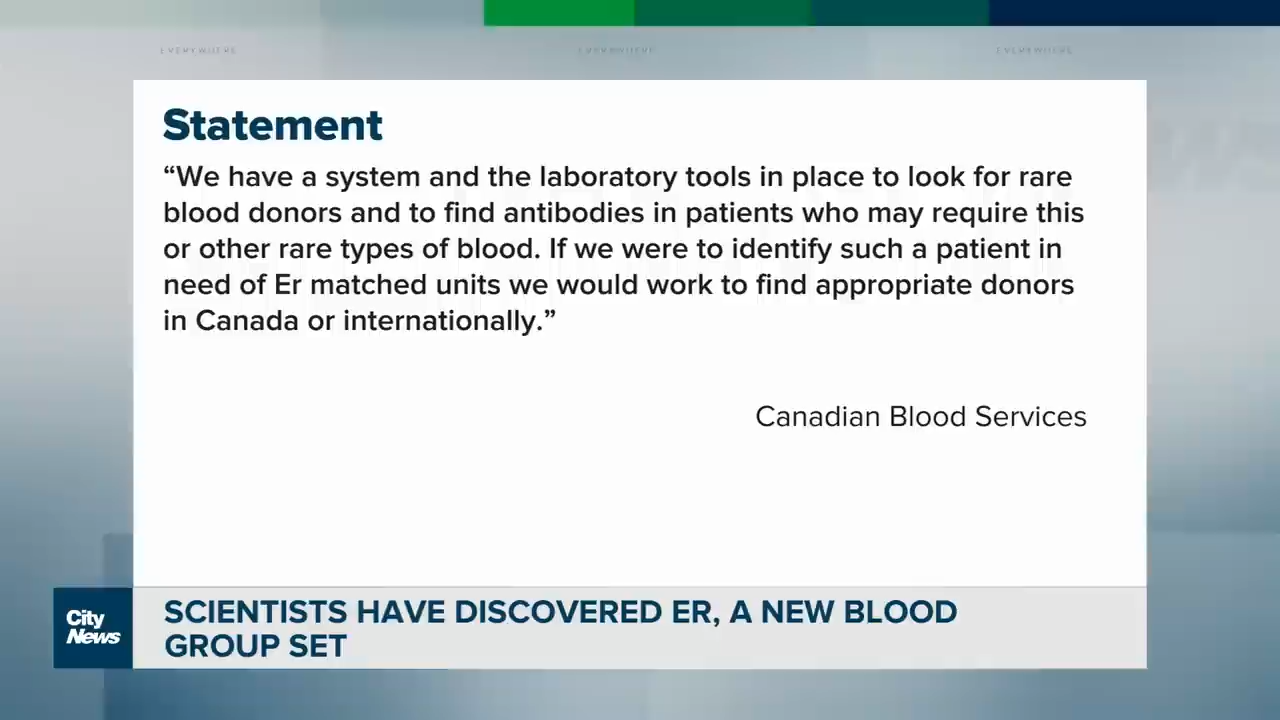 EVERYWHERE EVERYWHERE EVERYWHERE
Statement
“We have a system and the laboratory tools in place to look for rare
blood donors and to find antibodies in patients who may require this
or other rare types of blood. If we were to identify such a patient in
need of Er matched units we would work to find appropriate donors
in Canada or internationally.”
Canadian Blood Services
City
News
SCIENTISTS HAVE DISCOVERED ER, A NEW BLOOD
GROUP SET